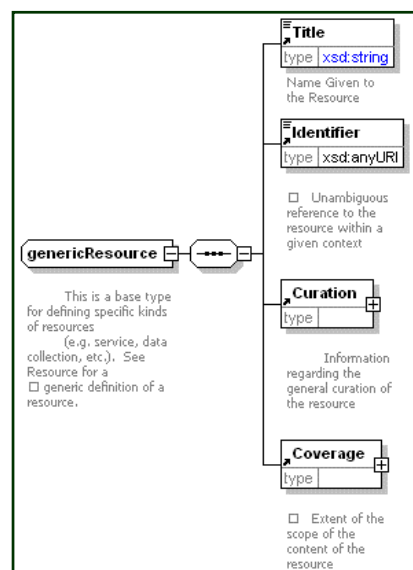 Title
type xsd:string
Name Given to
the Resource
Identifier
type xsd:anyURI
Unambiguous
reference to the
resource within a
given context
genericResource
This is a base type
for defining specific kinds
of resources
(e.g. service, data
collection, etc.). See
Resource for a
generic definition of a
resource.
Curation
type
Information
regarding the
general curation of
the resource
Coverage
type
Extent of the
scope of the
content of the
resource